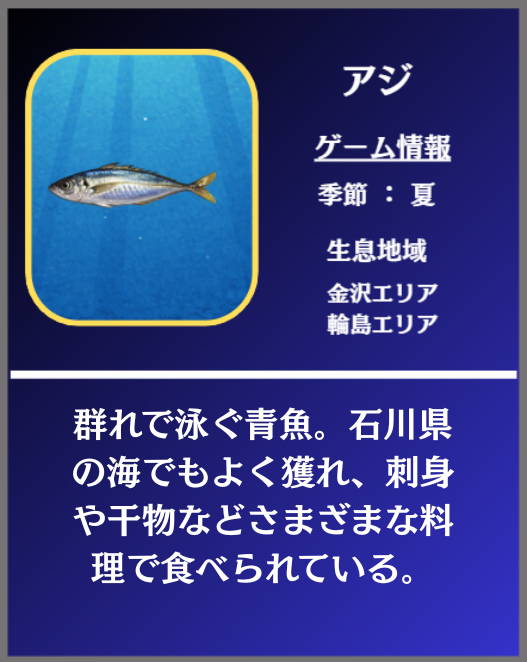 アジ
ゲーム情報
季節 : 夏
生息地域
金沢エリア
輪島エリア
群れで泳ぐ青魚。石川県
の海でもよく獲れ、刺身
や干物などさまざまな料
理で食べられている。